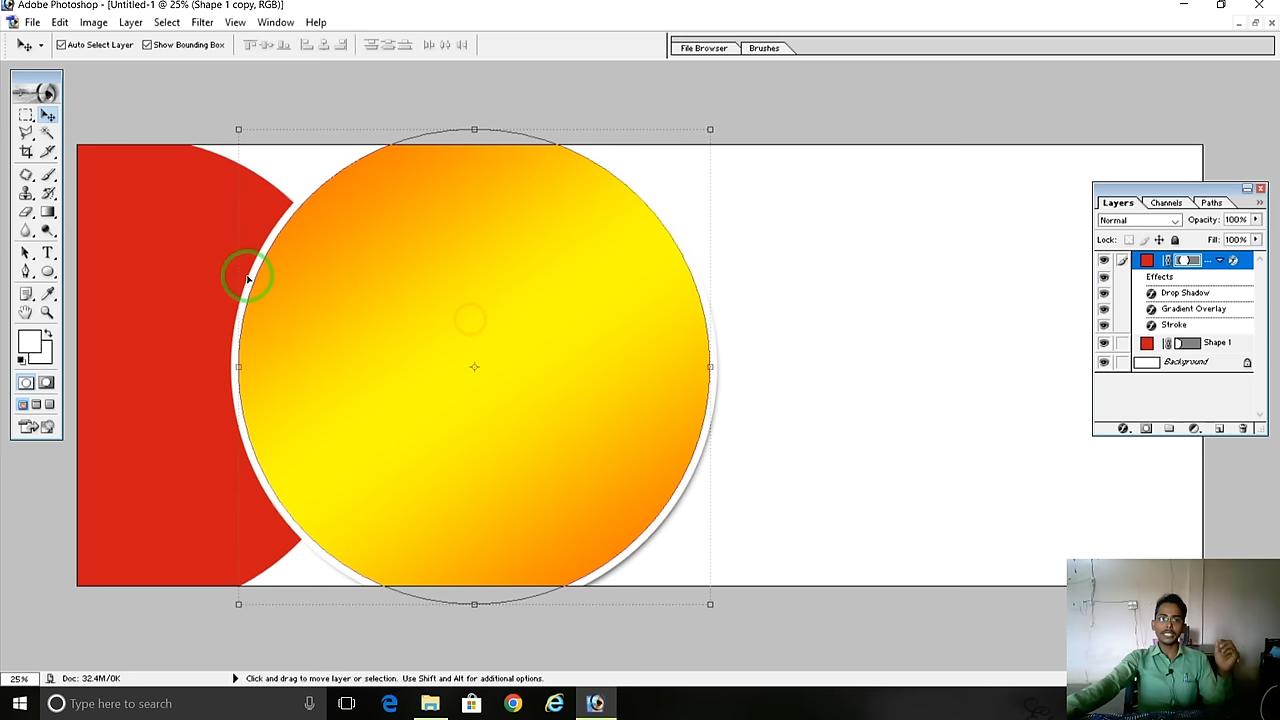 Adobe Photoshop - [Untitled-1 @ 25% (Shape 1 copy, RGB)]
File Edit Image Layer Select Filter View Window Help
Auto Select Layer Show Bounding Box
File Browser Brushes
Layers Channels Paths
Normal Opacity: 100%
Lock: Fill: 100%
...
Effects
Drop Shadow
Gradient Overlay
Stroke
Shape 1
Background
25% Doc: 32.4M/0K Click and drag to move layer or selection. Use Shift and Alt for additional options.
Type here to search